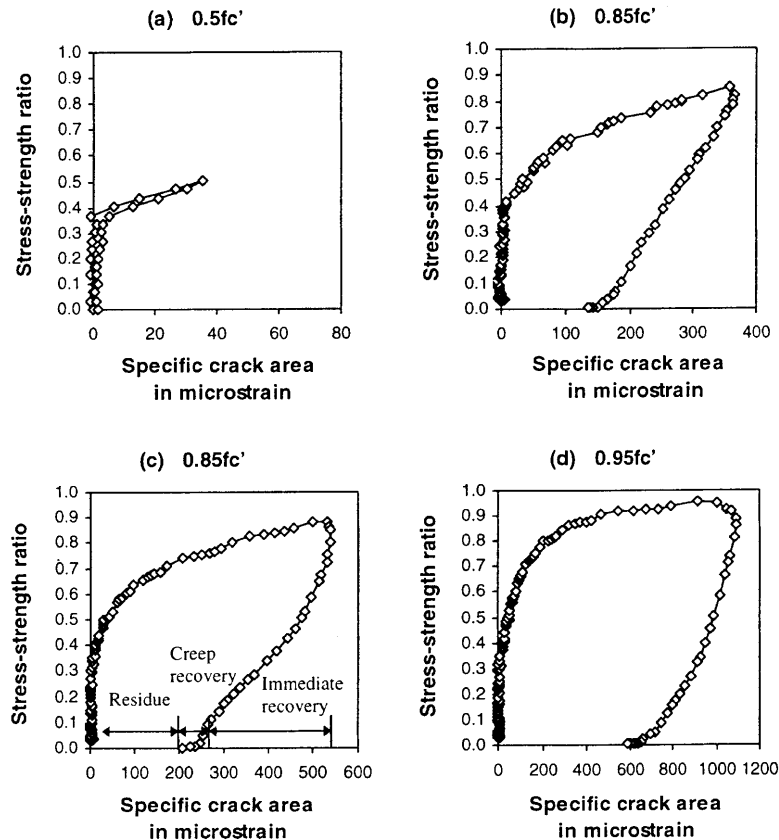 (a) 0.5fc'
Stress-strength ratio
1.0
0.9
0.8
0.7
0.6
0.5
0.4
0.3
0.2
0.1
0.0
0 20 40 60 80
Specific crack area
in microstrain
(b) 0.85fc'
Stress-strength ratio
1.0
0.9
0.8
0.7
0.6
0.5
0.4
0.3
0.2
0.1
0.0
0 100 200 300 400
Specific crack area
in microstrain
(c) 0.85fc'
Stress-strength ratio
1.0
0.9
0.8
0.7
0.6
0.5
0.4
0.3
0.2
0.1
0.0
Creep
recovery
Residue
Immediate
recovery
0 100 200 300 400 500 600
Specific crack area
in microstrain
(d) 0.95fc'
Stress-strength ratio
1.0
0.9
0.8
0.7
0.6
0.5
0.4
0.3
0.2
0.1
0.0
0 200 400 600 800 1000 1200
Specific crack area
in microstrain